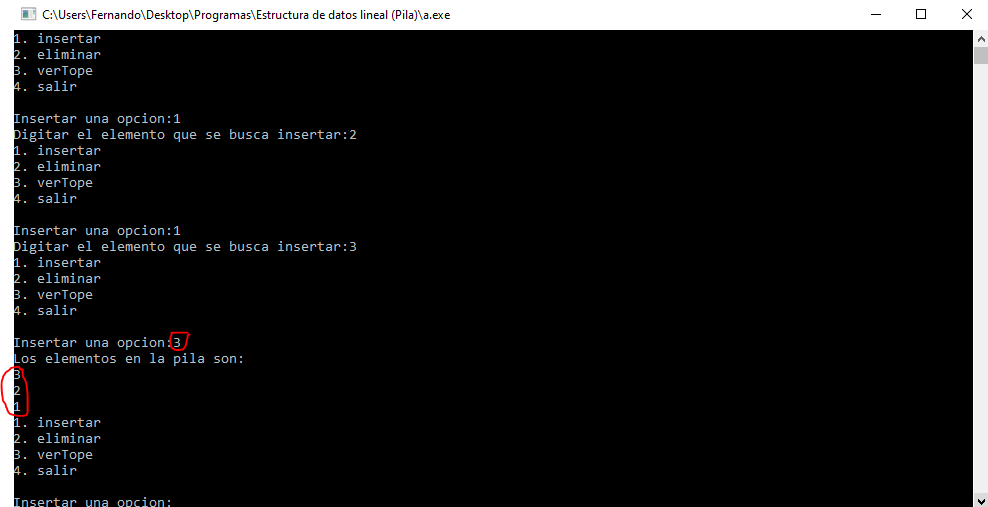 C:\Users\Fernando\Desktop\Programas\Estructura de datos lineal (Pila)\a.exe
1. insertar
2. eliminar
3. verTope
4. salir
Insertar una opcion:1
Digitar el elemento que se busca insertar:2
1. insertar
2. eliminar
3. verTope
4. salir
Insertar una opcion:1
Digitar el elemento que se busca insertar:3
1. insertar
2. eliminar
3. verTope
4. salir
Insertar una opcion:3
Los elementos en la pila son:
3
2
1
1. insertar
2. eliminar
3. verTope
4. salir
Insertar una opcion: